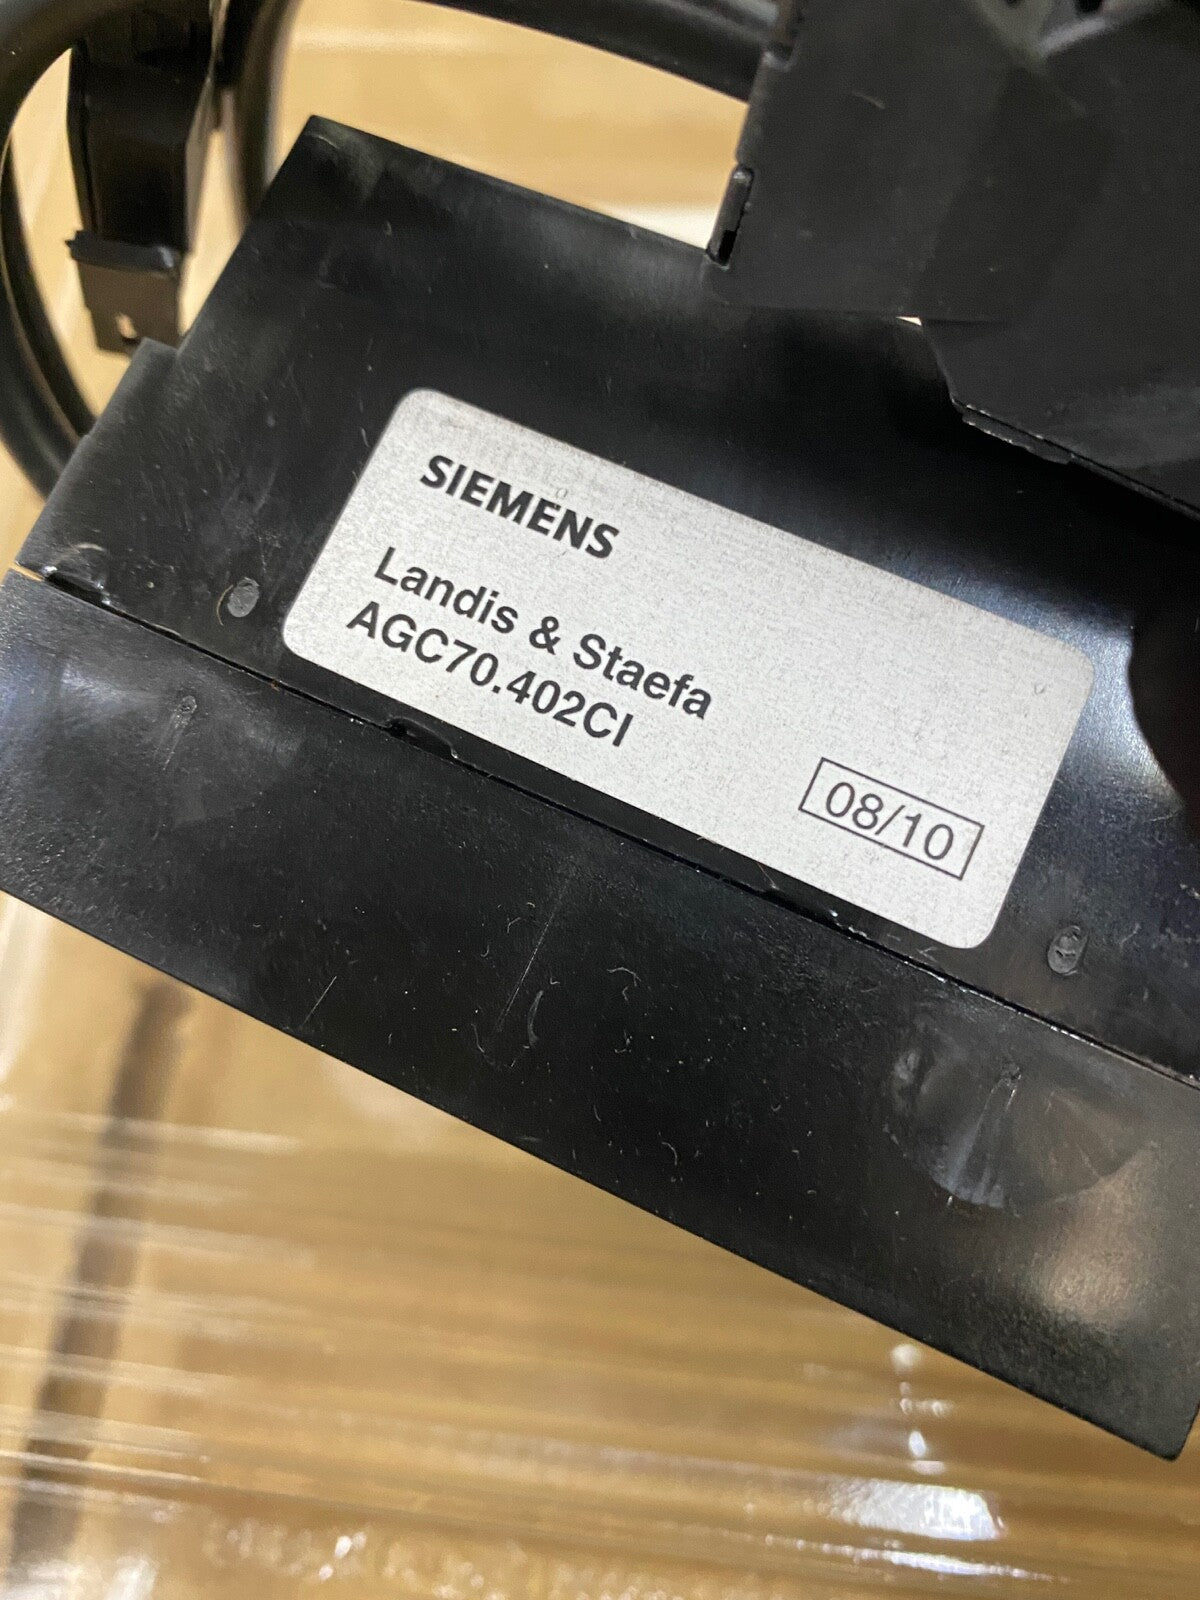 SIEMENS
Landis & Staefa
AGC70.402CI
08/10